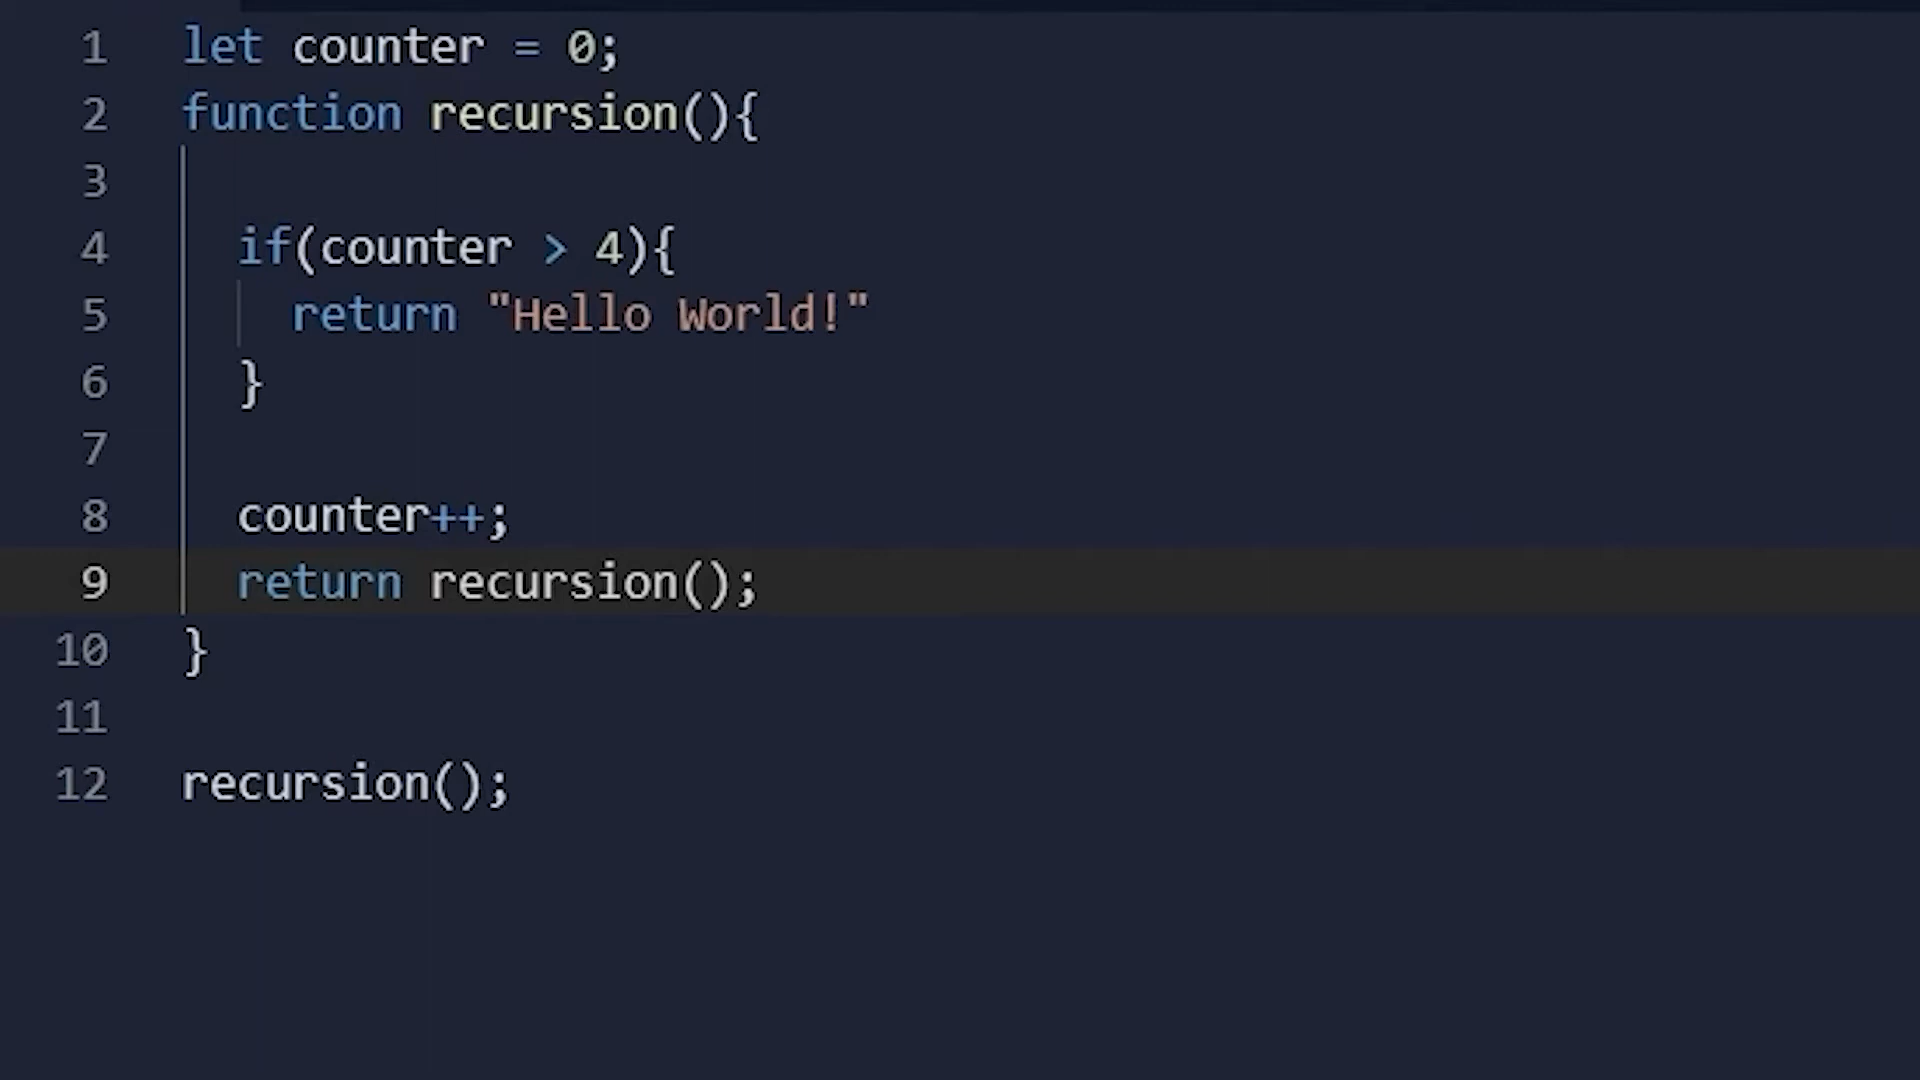 1 let counter = 0;
2 function recursion(){
3
4 if(counter > 4){
5 return "Hello World!"
6 }
7
8 counter++;
9 return recursion();
10 }
11
12 recursion();